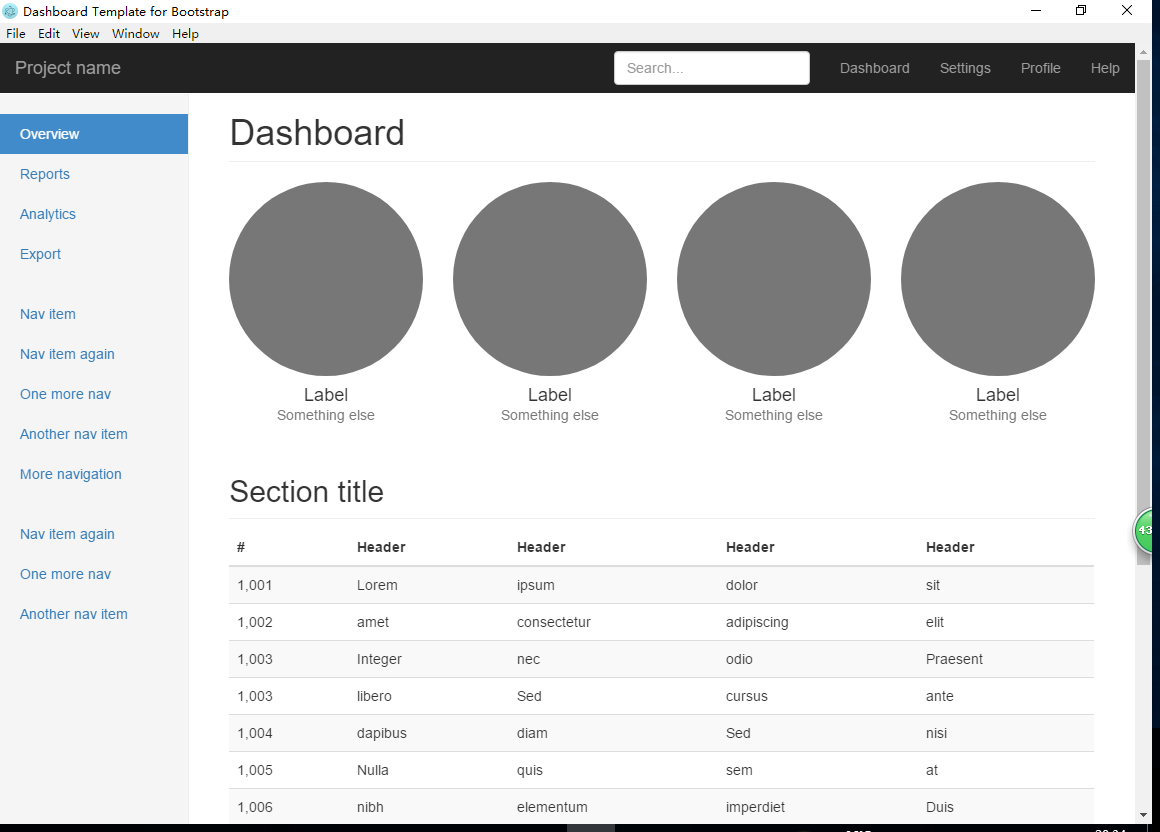 Dashboard Template for Bootstrap
File Edit View Window Help
Project name
Search...
Dashboard Settings Profile Help
Overview
Reports
Analytics
Export
Nav item
Nav item again
One more nav
Another nav item
More navigation
Nav item again
One more nav
Another nav item
Dashboard
Label Label Label Label
Something else Something else Something else Something else
Section title
# Header Header Header Header
1,001 Lorem ipsum dolor sit
1,002 amet consectetur adipiscing elit
1,003 Integer nec odio Praesent
1,003 libero Sed cursus ante
1,004 dapibus diam Sed nisi
1,005 Nulla quis sem at
1,006 nibh elementum imperdiet Duis